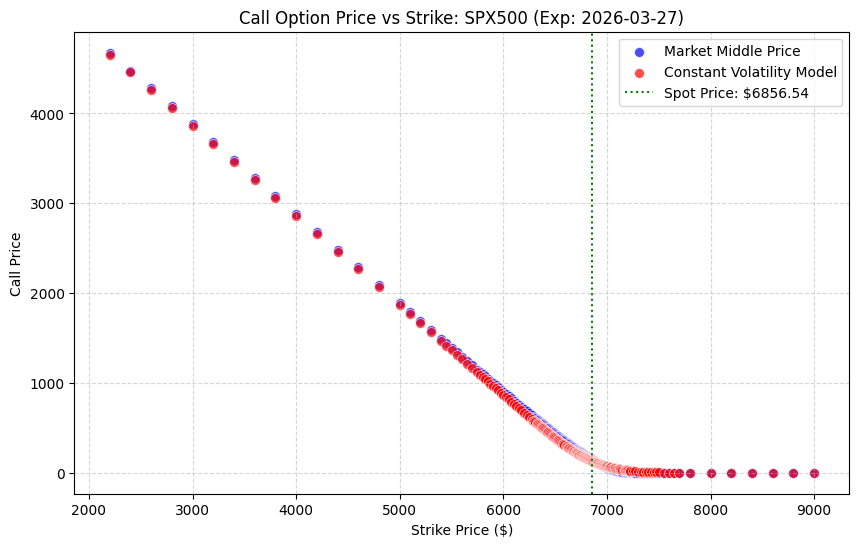 Call Option Price vs Strike: SPX500 (Exp: 2026-03-27)
Market Middle Price
Constant Volatility Model
Spot Price: $6856.54
Call Price
4000
3000
2000
1000
0
2000 3000 4000 5000 6000 7000 8000 9000
Strike Price ($)